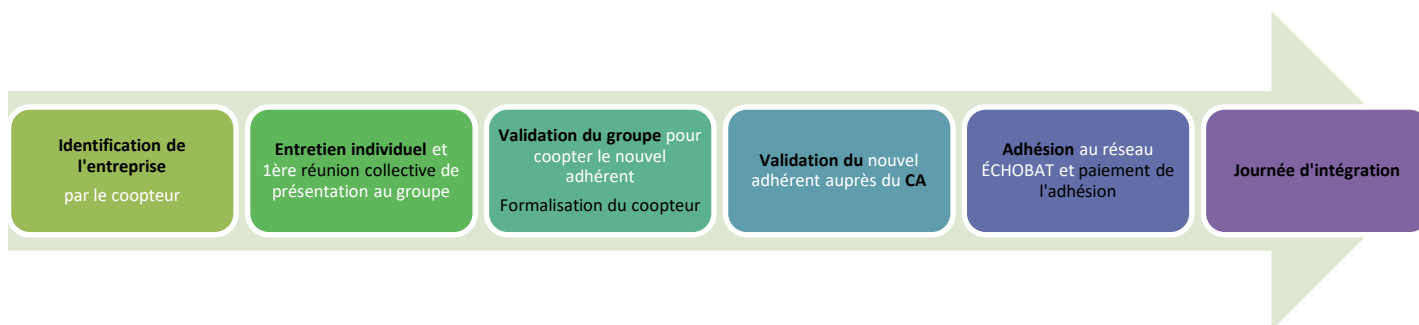 Identification de
l'entreprise
par le coopteur
Entretien individuel et
1ère réunion collective de
présentation au groupe
Validation du groupe pour
coopter le nouvel
adhérent
Formalisation du coopteur
Validation du nouvel
adhérent auprès du CA
Adhésion au réseau
ÉCHOBAT et paiement de
l'adhésion
Journée d'intégration